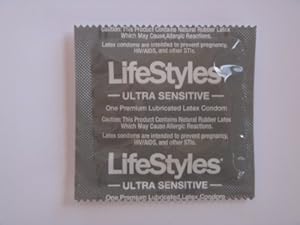 Caution: This Product Contains Natural Rubber Latex
Which May Cause Allergic Reactions.
Latex condoms are intended to prevent pregnancy,
HIV/AIDS, and other STIs.
LifeStyles®
ULTRA SENSITIVE
One Premium Lubricated Latex Condom
Caution: This Product Contains Natural Rubber Latex
Which May Cause Allergic Reactions.
Latex condoms are intended to prevent pregnancy,
HIV/AIDS, and other STIs.
LifeStyles®
ULTRA SENSITIVE
One Premium Lubricated Latex Condom